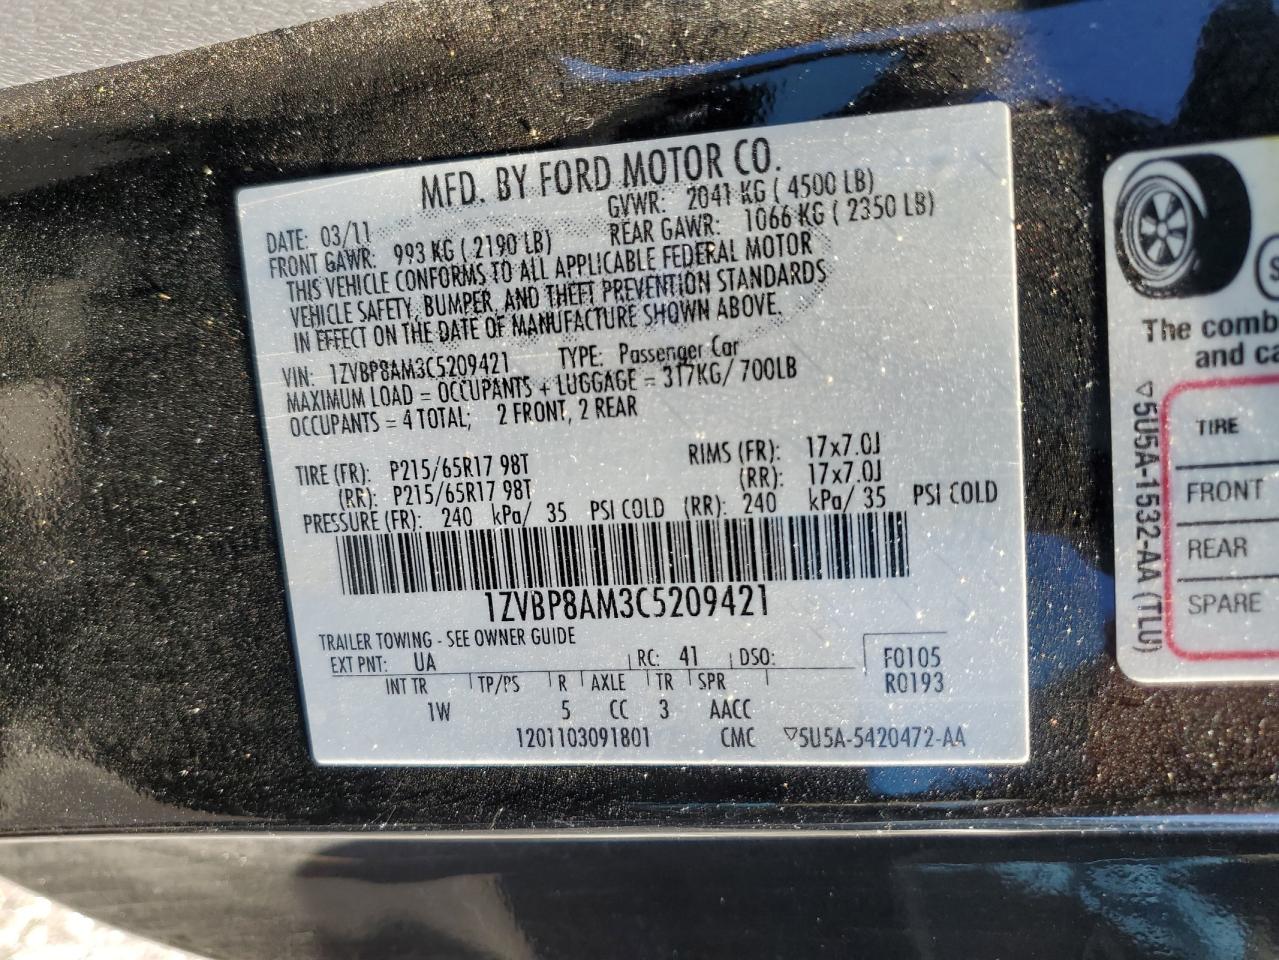 MFD. BY FORD MOTOR CO.
DATE: 03/11 GVWR: 2041 KG ( 4500 LB)
FRONT GAWR: 993 KG ( 2190 LB) REAR GAWR: 1066 KG ( 2350 LB)
THIS VEHICLE CONFORMS TO ALL APPLICABLE FEDERAL MOTOR
VEHICLE SAFETY, BUMPER, AND THEFT PREVENTION STANDARDS
IN EFFECT ON THE DATE OF MANUFACTURE SHOWN ABOVE.
VIN: 1ZVBP8AM3C5209421 TYPE: Passenger Car
MAXIMUM LOAD = OCCUPANTS + LUGGAGE = 317KG/ 700LB
OCCUPANTS = 4 TOTAL; 2 FRONT, 2 REAR
TIRE (FR): P215/65R17 98T RIMS (FR): 17x7.0J
(RR): P215/65R17 98T (RR): 17x7.0J
PRESSURE (FR): 240 kPa/ 35 PSI COLD (RR): 240 kPa/ 35 PSI COLD
1ZVBP8AM3C5209421
TRAILER TOWING - SEE OWNER GUIDE
EXT PNT: UA RC: 41 DSO: F0105
INT TR TP/PS R AXLE TR SPR R0193
1W 5 CC 3 AACC
1201103091801 CMC ▽5U5A-5420472-AA
The comb
and ca
TIRE
FRONT
REAR
SPARE
▽5U5A-1532-AA (TLU)